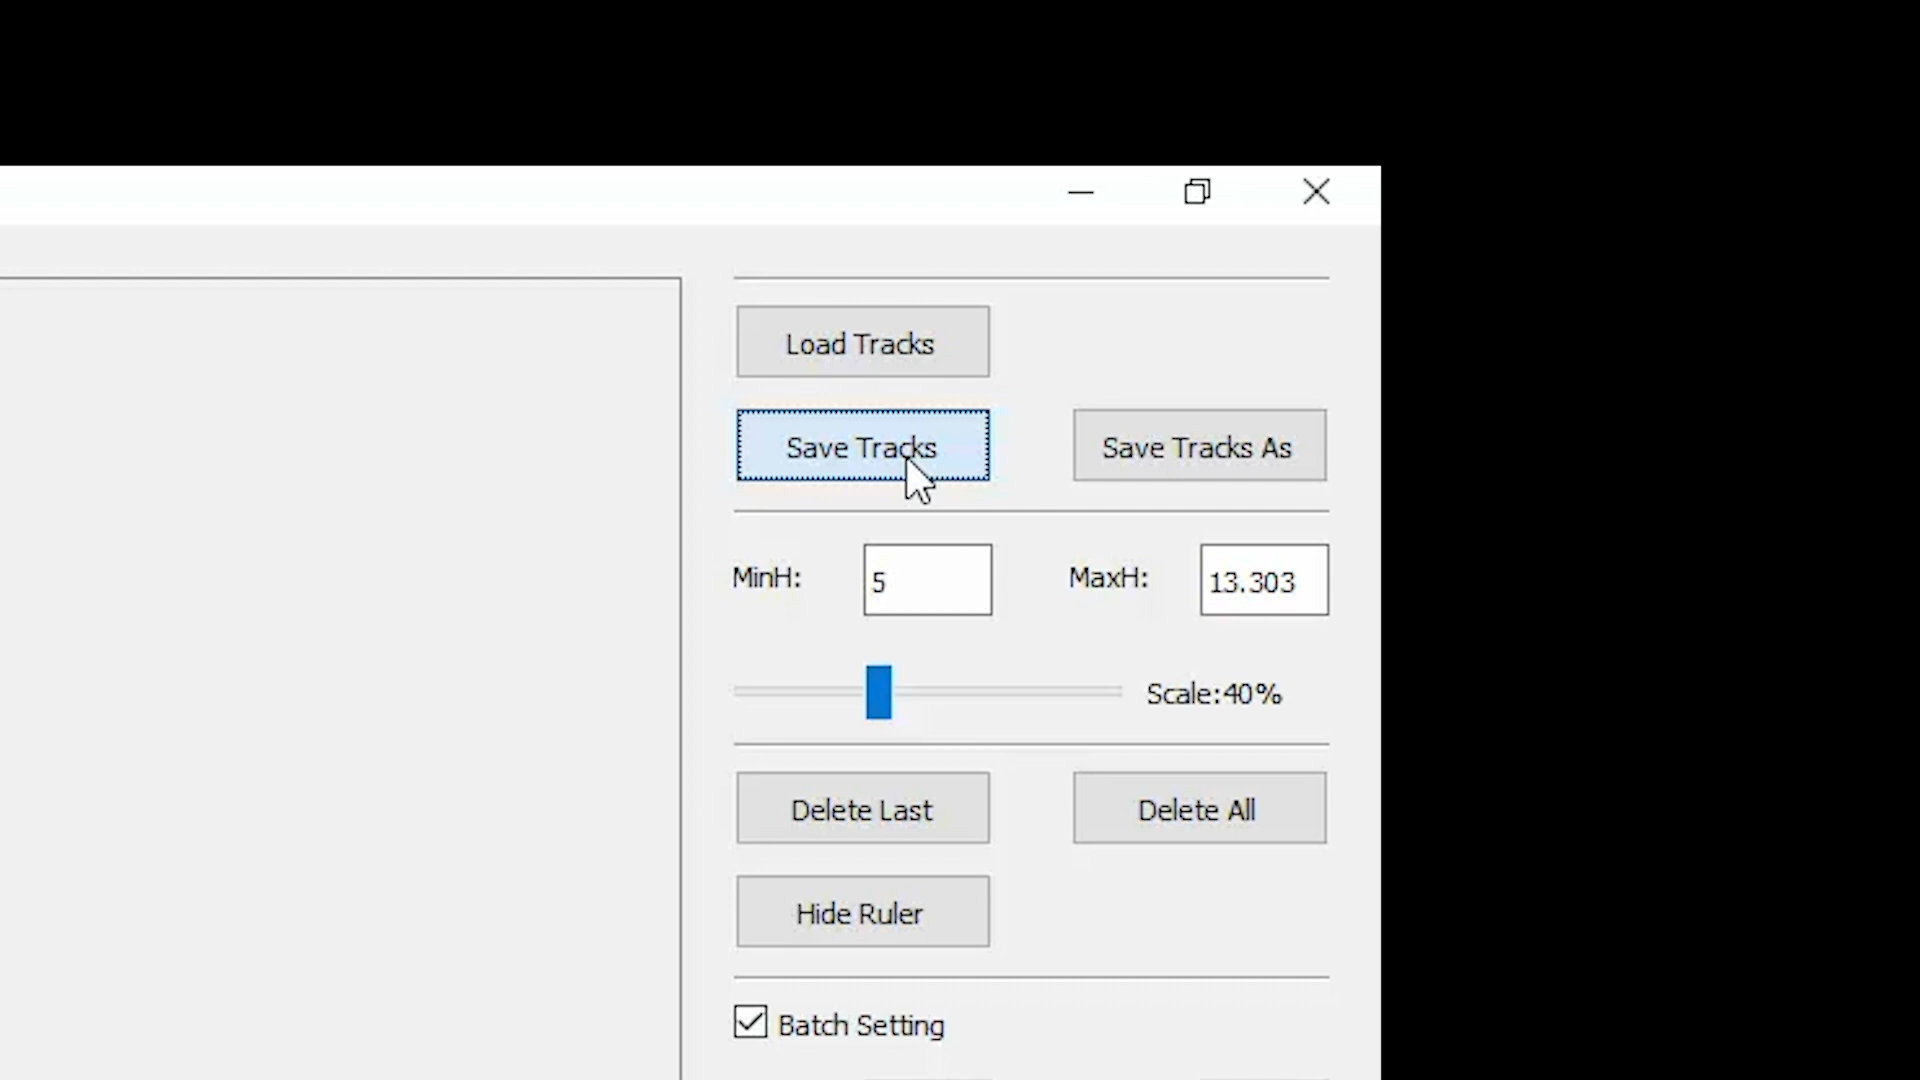 Load Tracks
Save Tracks Save Tracks As
MinH: 5 MaxH: 13.303
Scale:40%
Delete Last Delete All
Hide Ruler
Batch Setting